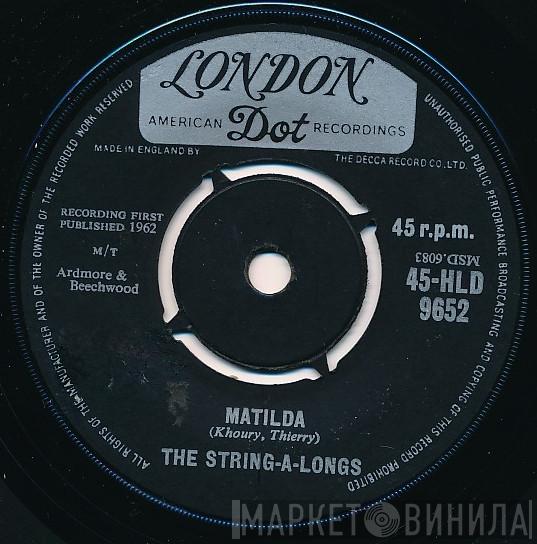 LONDON
AMERICAN Dot RECORDINGS
MADE IN ENGLAND BY THE DECCA RECORD CO., LTD.
ALL RIGHTS OF THE MANUFACTURER AND OF THE OWNER OF THE RECORDED WORK RESERVED
UNAUTHORISED PUBLIC PERFORMANCE BROADCASTING AND COPYING OF THIS RECORD PROHIBITED
RECORDING FIRST
PUBLISHED 1962
M/T
Ardmore &
Beechwood
45 r.p.m.
MSD.6083
45-HLD
9652
MATILDA
(Khoury, Thierry)
THE STRING-A-LONGS
МАРКЕТ ВИНИЛА